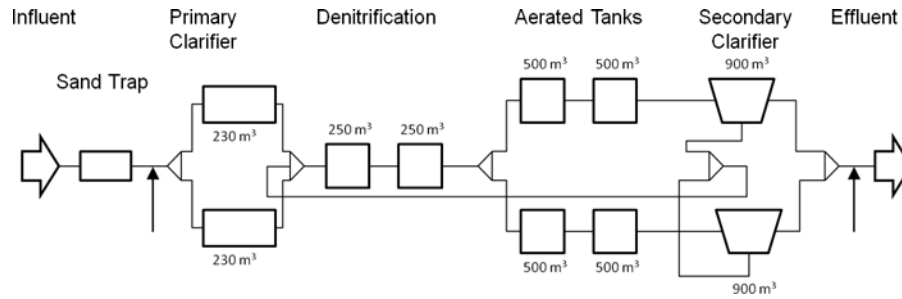 Influent
Primary
Clarifier
Denitrification
Aerated Tanks
Secondary
Clarifier
Effluent
Sand Trap
500 m³
500 m³
900 m³
230 m³
250 m³
250 m³
230 m³
500 m³
500 m³
900 m³